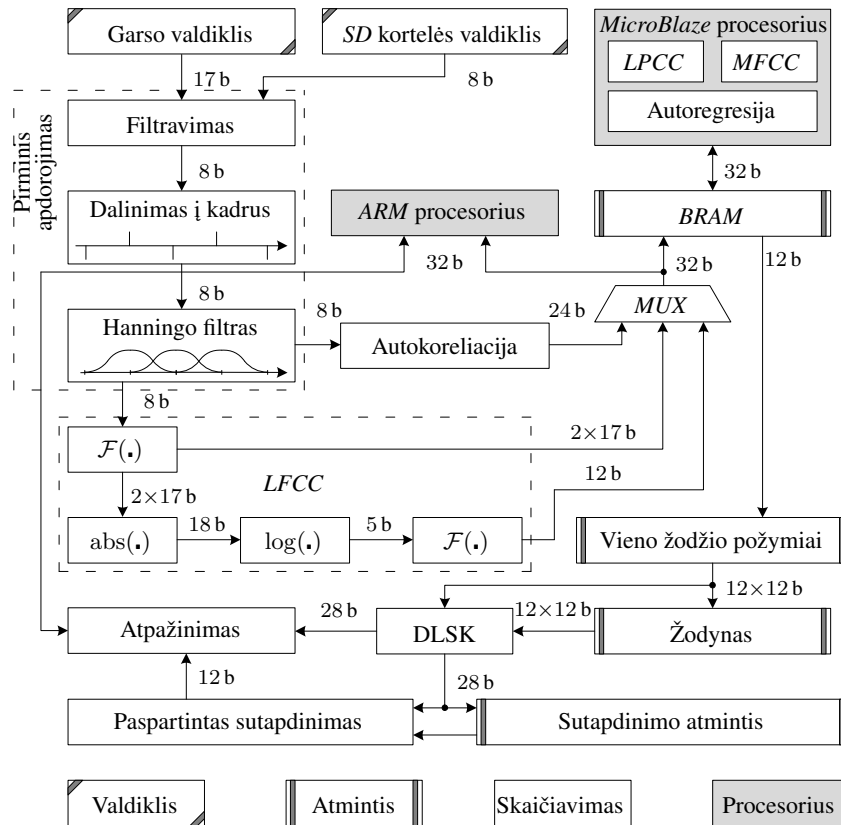 Garso valdiklis
SD kortelės valdiklis
MicroBlaze procesorius
LPCC
MFCC
Autoregresija
17 b
8 b
Pirminis
apdorojimas
Filtravimas
8 b
32 b
Dalinimas į kadrus
ARM procesorius
BRAM
32 b
32 b
12 b
8 b
MUX
Hanningo filtras
8 b
Autokoreliacija
24 b
8 b
F(.)
2×17 b
LFCC
12 b
2×17 b
abs(.)
18 b
log(.)
5 b
F(.)
Vieno žodžio požymiai
12×12 b
Atpažinimas
28 b
DLSK
12×12 b
Žodynas
12 b
28 b
Paspartintas sutapdinimas
Sutapdinimo atmintis
Valdiklis
Atmintis
Skaičiavimas
Procesorius